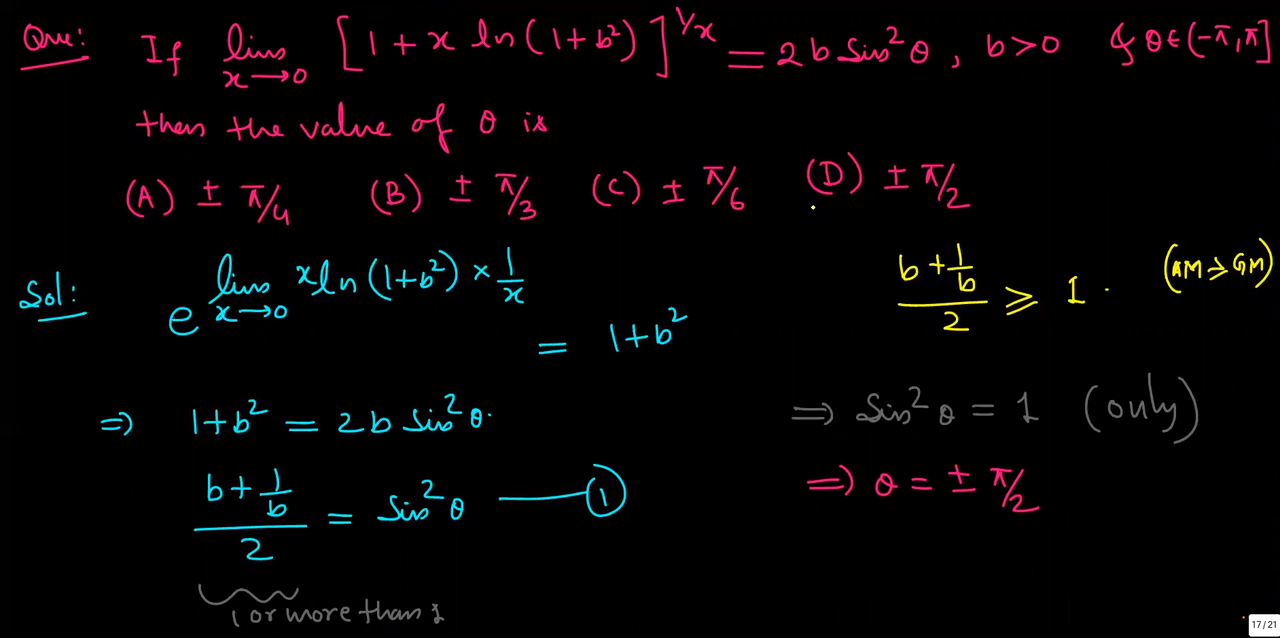 Que: If lim x→0 [1 + x ln(1+b²)]^1/x = 2b Sin²θ, b>0 & θ∈(-π,π]
then the value of θ is
(A) ± π/4 (B) ± π/3 (C) ± π/6 (D) ± π/2
Sol: e^lim x→0 x ln(1+b²) × 1/x
= 1+b²
⇒ 1+b² = 2b Sin²θ.
(b + 1/b)/2 = Sin²θ —— ①
1 or more than 1
(b + 1/b)/2 ≥ 1. (AM ≥ GM)
⇒ Sin²θ = 1 (only)
⇒ θ = ± π/2
17/21